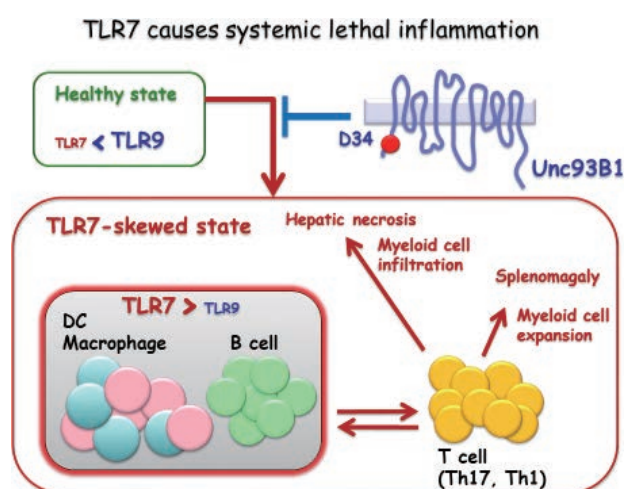 TLR7 causes systemic lethal inflammation
Healthy state
TLR7 < TLR9
D34
Unc93B1
TLR7-skewed state
Hepatic necrosis
Myeloid cell
infiltration
Splenomagaly
Myeloid cell
expansion
TLR7 > TLR9
DC
Macrophage
B cell
T cell
(Th17, Th1)